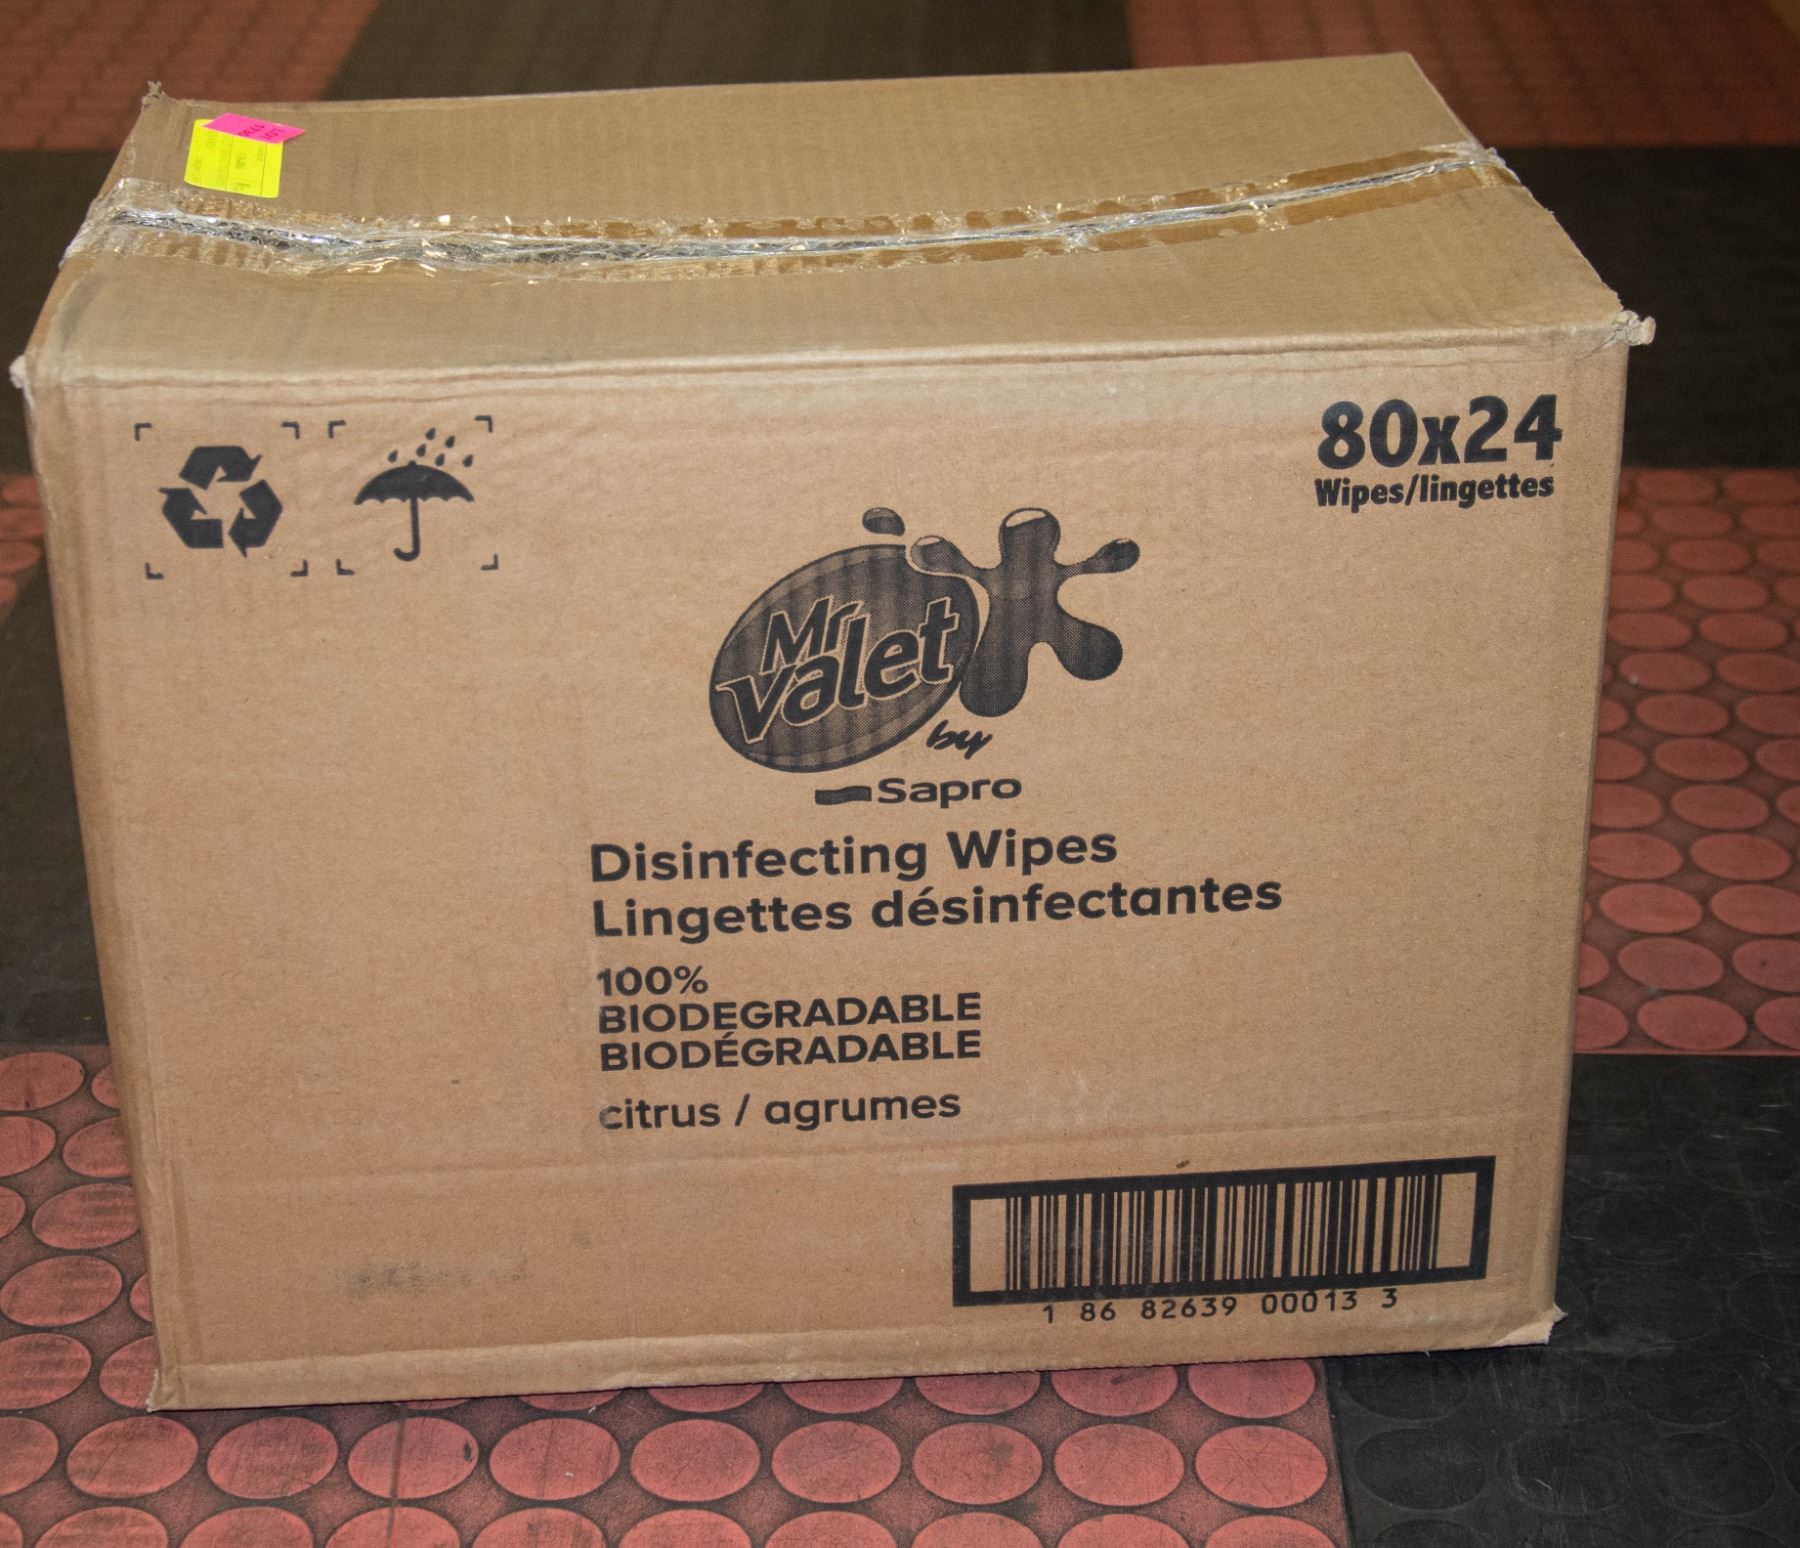 80x24
Wipes/lingettes
Mr
valet
by
Sapro
Disinfecting Wipes
Lingettes désinfectantes
100%
BIODEGRADABLE
BIODÉGRADABLE
citrus / agrumes
1 86 82639 00013 3